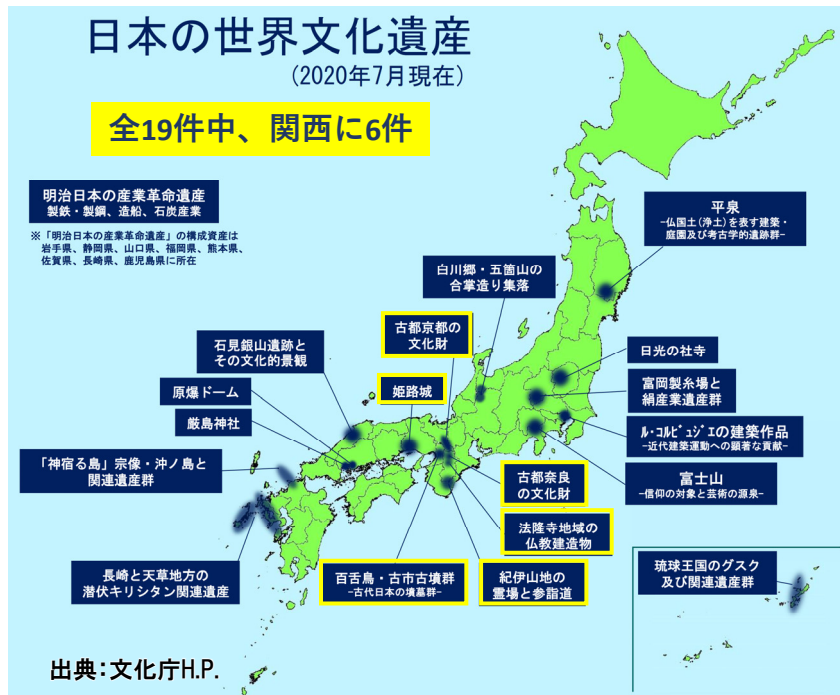 日本の世界文化遺産
(2020年7月現在)
全19件中、関西に6件
明治日本の産業革命遺産
製鉄・製鋼、造船、石炭産業
※「明治日本の産業革命遺産」の構成資産は
岩手県、静岡県、山口県、福岡県、熊本県、
佐賀県、長崎県、鹿児島県に所在
平泉
-仏国土(浄土)を表す建築・
庭園及び考古学的遺跡群-
白川郷・五箇山の
合掌造り集落
古都京都の
文化財
石見銀山遺跡と
その文化的景観
日光の社寺
原爆ドーム
姫路城
富岡製糸場と
絹産業遺産群
厳島神社
ル・コルビュジエの建築作品
-近代建築運動への顕著な貢献-
「神宿る島」宗像・沖ノ島と
関連遺産群
古都奈良
の文化財
富士山
-信仰の対象と芸術の源泉-
法隆寺地域の
仏教建造物
長崎と天草地方の
潜伏キリシタン関連遺産
百舌鳥・古市古墳群
-古代日本の墳墓群-
紀伊山地の
霊場と参詣道
琉球王国のグスク
及び関連遺産群
出典:文化庁H.P.